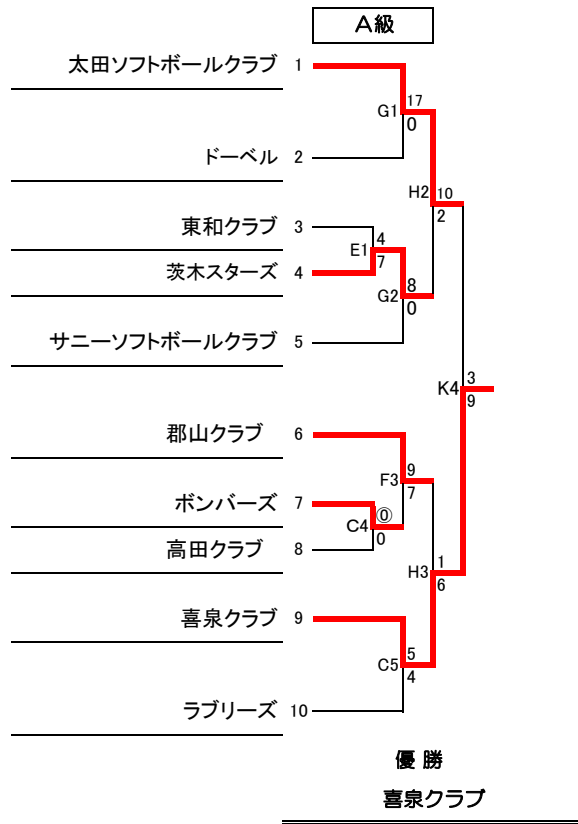 A級
太田ソフトボールクラブ 1
G1 17
0
ドーベル 2
H2 10
2
東和クラブ 3
E1 4
7
茨木スターズ 4
G2 8
0
サニーソフトボールクラブ 5
K4 3
9
郡山クラブ 6
F3 9
7
ボンバーズ 7
C4 ⓪
0
高田クラブ 8
H3 1
6
喜泉クラブ 9
C5 5
4
ラブリーズ 10
優 勝
喜泉クラブ